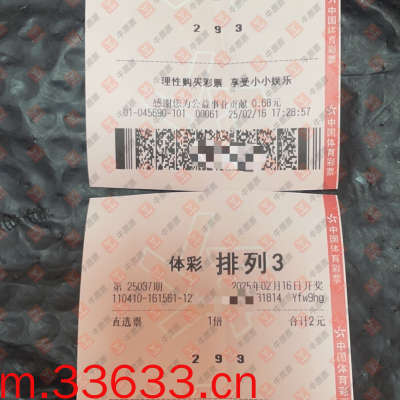 2 9 3
理性购买彩票 享受小小娱乐
感谢您为公益事业贡献 0.68元
01-045690-101 00061 25/02/16 17:28:57
中国体育彩票
体彩 排列3
第 25037期 2025年02月16日开奖
110410-161561-12 31814 Yfw9hg
直选票 1倍 合计2元
2 9 3
中国体育彩票
m.33633.cn